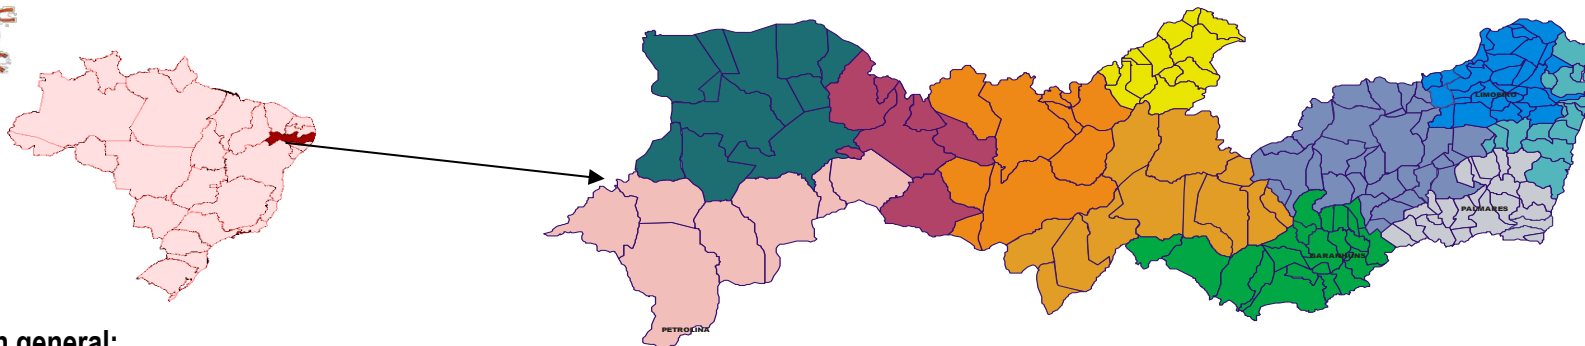 LIMOEIRO
PALMARES
GARANHUNS
PETROLINA
n general: